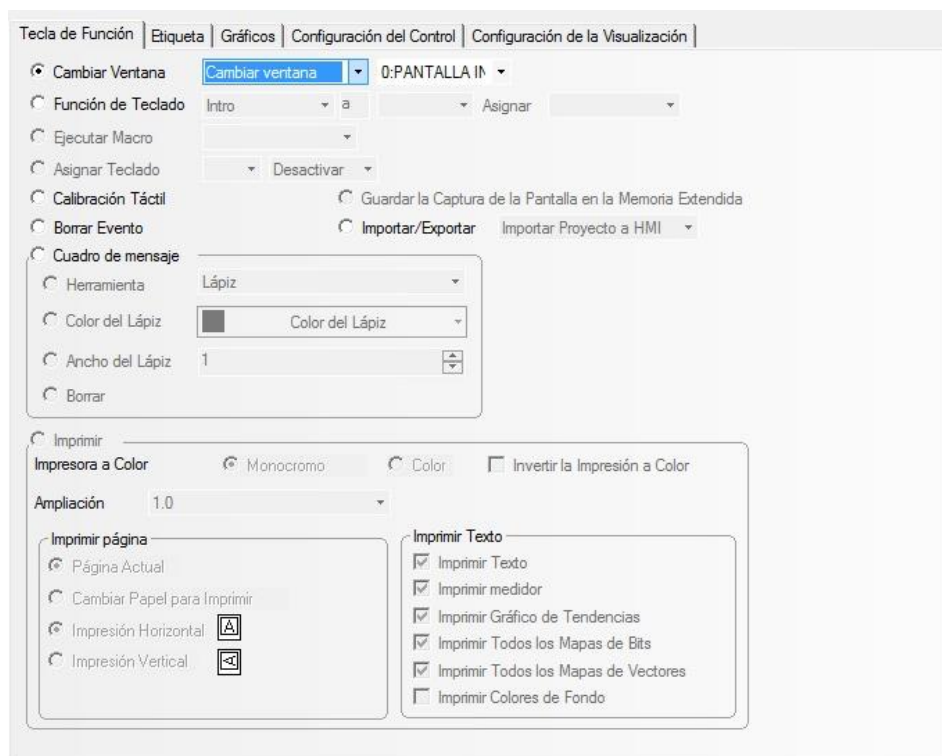 Tecla de Función Etiqueta Gráficos Configuración del Control Configuración de la Visualización
Cambiar Ventana Cambiar ventana 0:PANTALLA IN
Función de Teclado Intro a Asignar
Ejecutar Macro
Asignar Teclado Desactivar
Calibración Táctil Guardar la Captura de la Pantalla en la Memoria Extendida
Borrar Evento Importar/Exportar Importar Proyecto a HMI
Cuadro de mensaje
Herramienta Lápiz
Color del Lápiz Color del Lápiz
Ancho del Lápiz 1
Borrar
Imprimir
Impresora a Color Monocromo Color Invertir la Impresión a Color
Ampliación 1.0
Imprimir página
Página Actual
Cambiar Papel para Imprimir
Impresión Horizontal A
Impresión Vertical A
Imprimir Texto
Imprimir Texto
Imprimir medidor
Imprimir Gráfico de Tendencias
Imprimir Todos los Mapas de Bits
Imprimir Todos los Mapas de Vectores
Imprimir Colores de Fondo